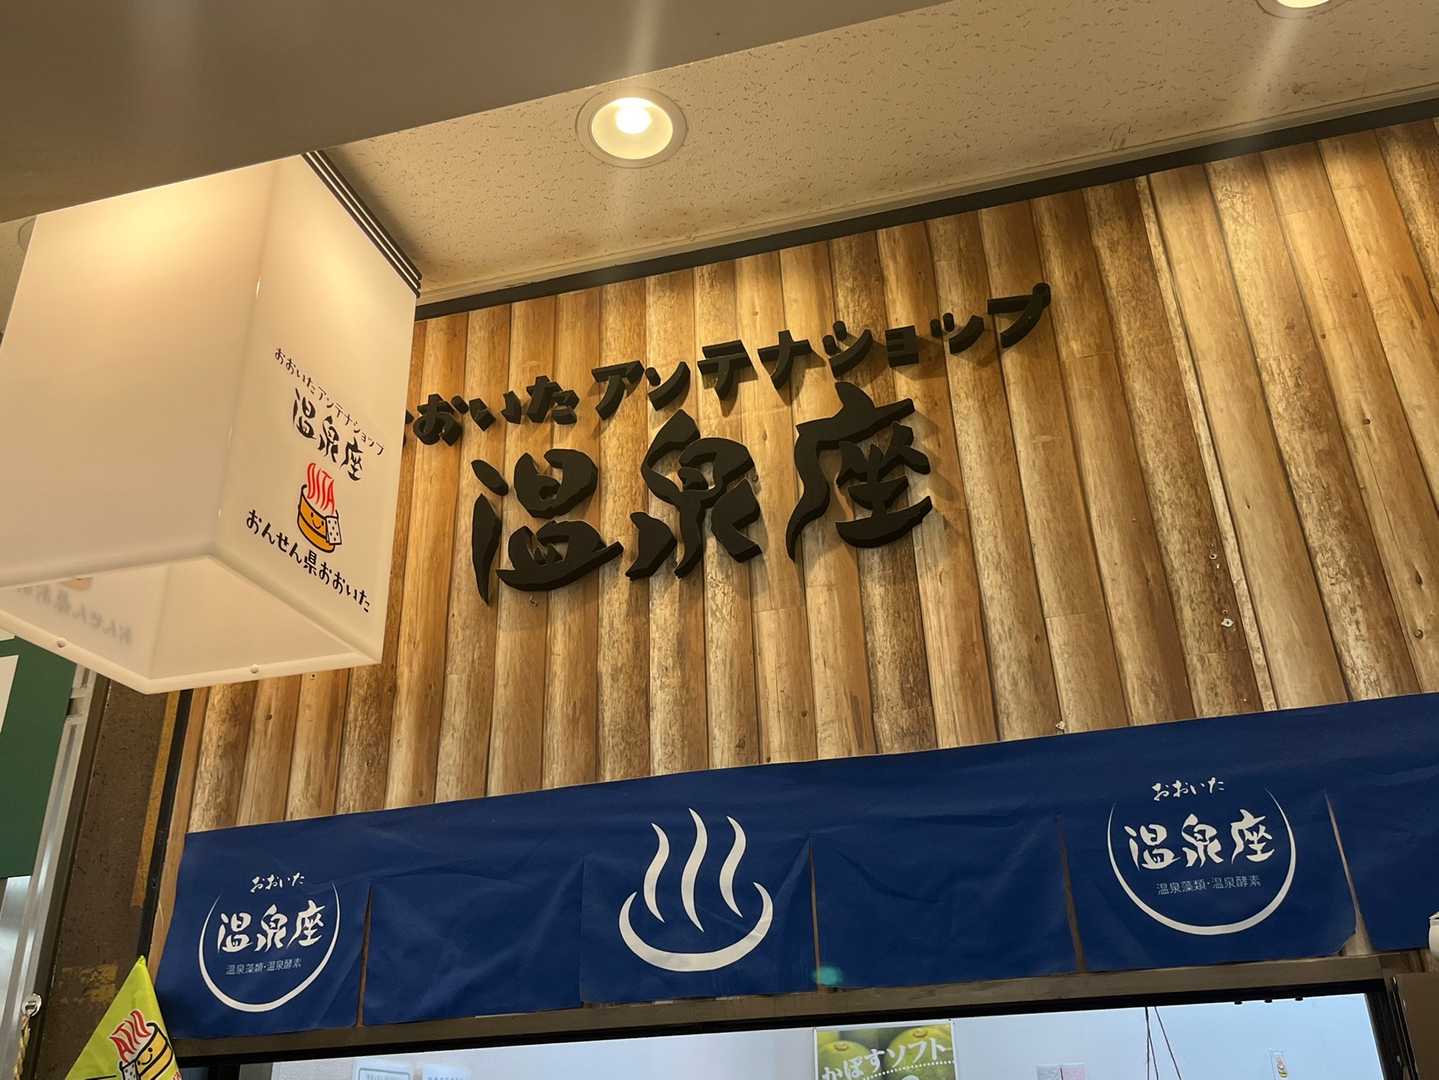 おおいたアンテナショップ
温泉座
OITA
おんせん県おおいた
おいたアンテナショップ
温泉座
おおいた
温泉座
温泉藻類・温泉酵素
おおいた
温泉座
温泉藻類・温泉酵素
OITA
かぼすソフト